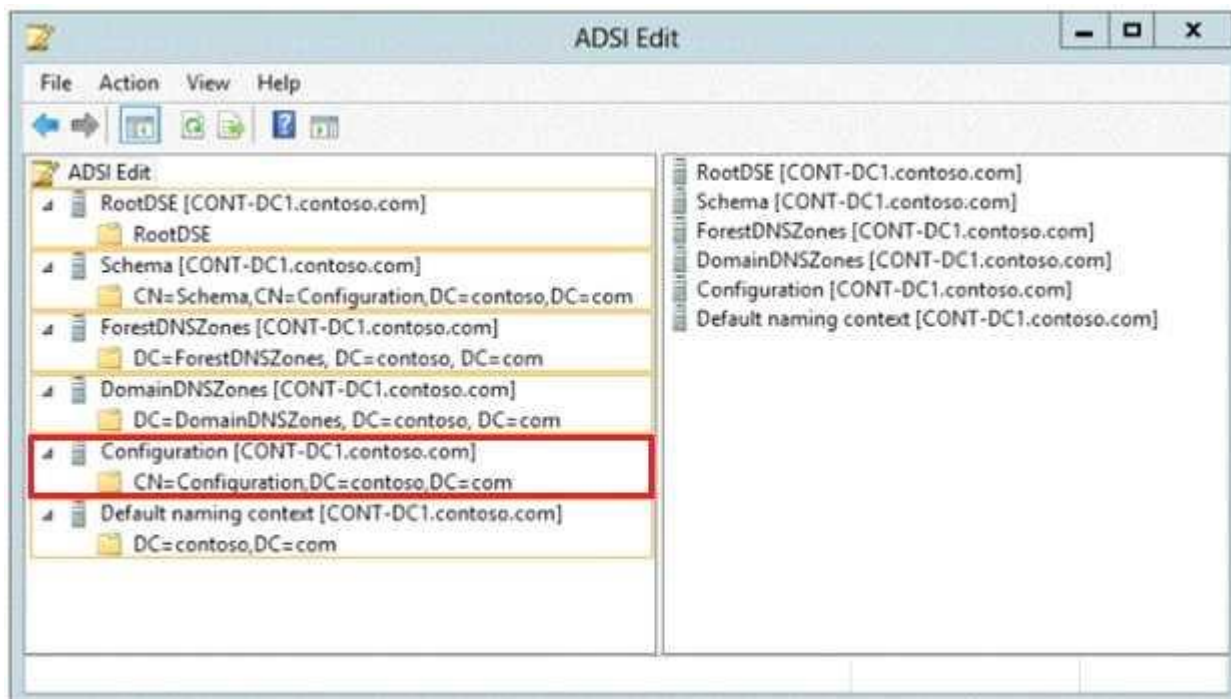 ADSI Edit
File Action View Help
ADSI Edit
RootDSE [CONT-DC1.contoso.com]
RootDSE
Schema [CONT-DC1.contoso.com]
CN=Schema,CN=Configuration,DC=contoso,DC=com
ForestDNSZones [CONT-DC1.contoso.com]
DC=ForestDNSZones, DC=contoso, DC=com
DomainDNSZones [CONT-DC1.contoso.com]
DC=DomainDNSZones, DC=contoso, DC=com
Configuration [CONT-DC1.contoso.com]
CN=Configuration,DC=contoso,DC=com
Default naming context [CONT-DC1.contoso.com]
DC=contoso,DC=com
RootDSE [CONT-DC1.contoso.com]
Schema [CONT-DC1.contoso.com]
ForestDNSZones [CONT-DC1.contoso.com]
DomainDNSZones [CONT-DC1.contoso.com]
Configuration [CONT-DC1.contoso.com]
Default naming context [CONT-DC1.contoso.com]